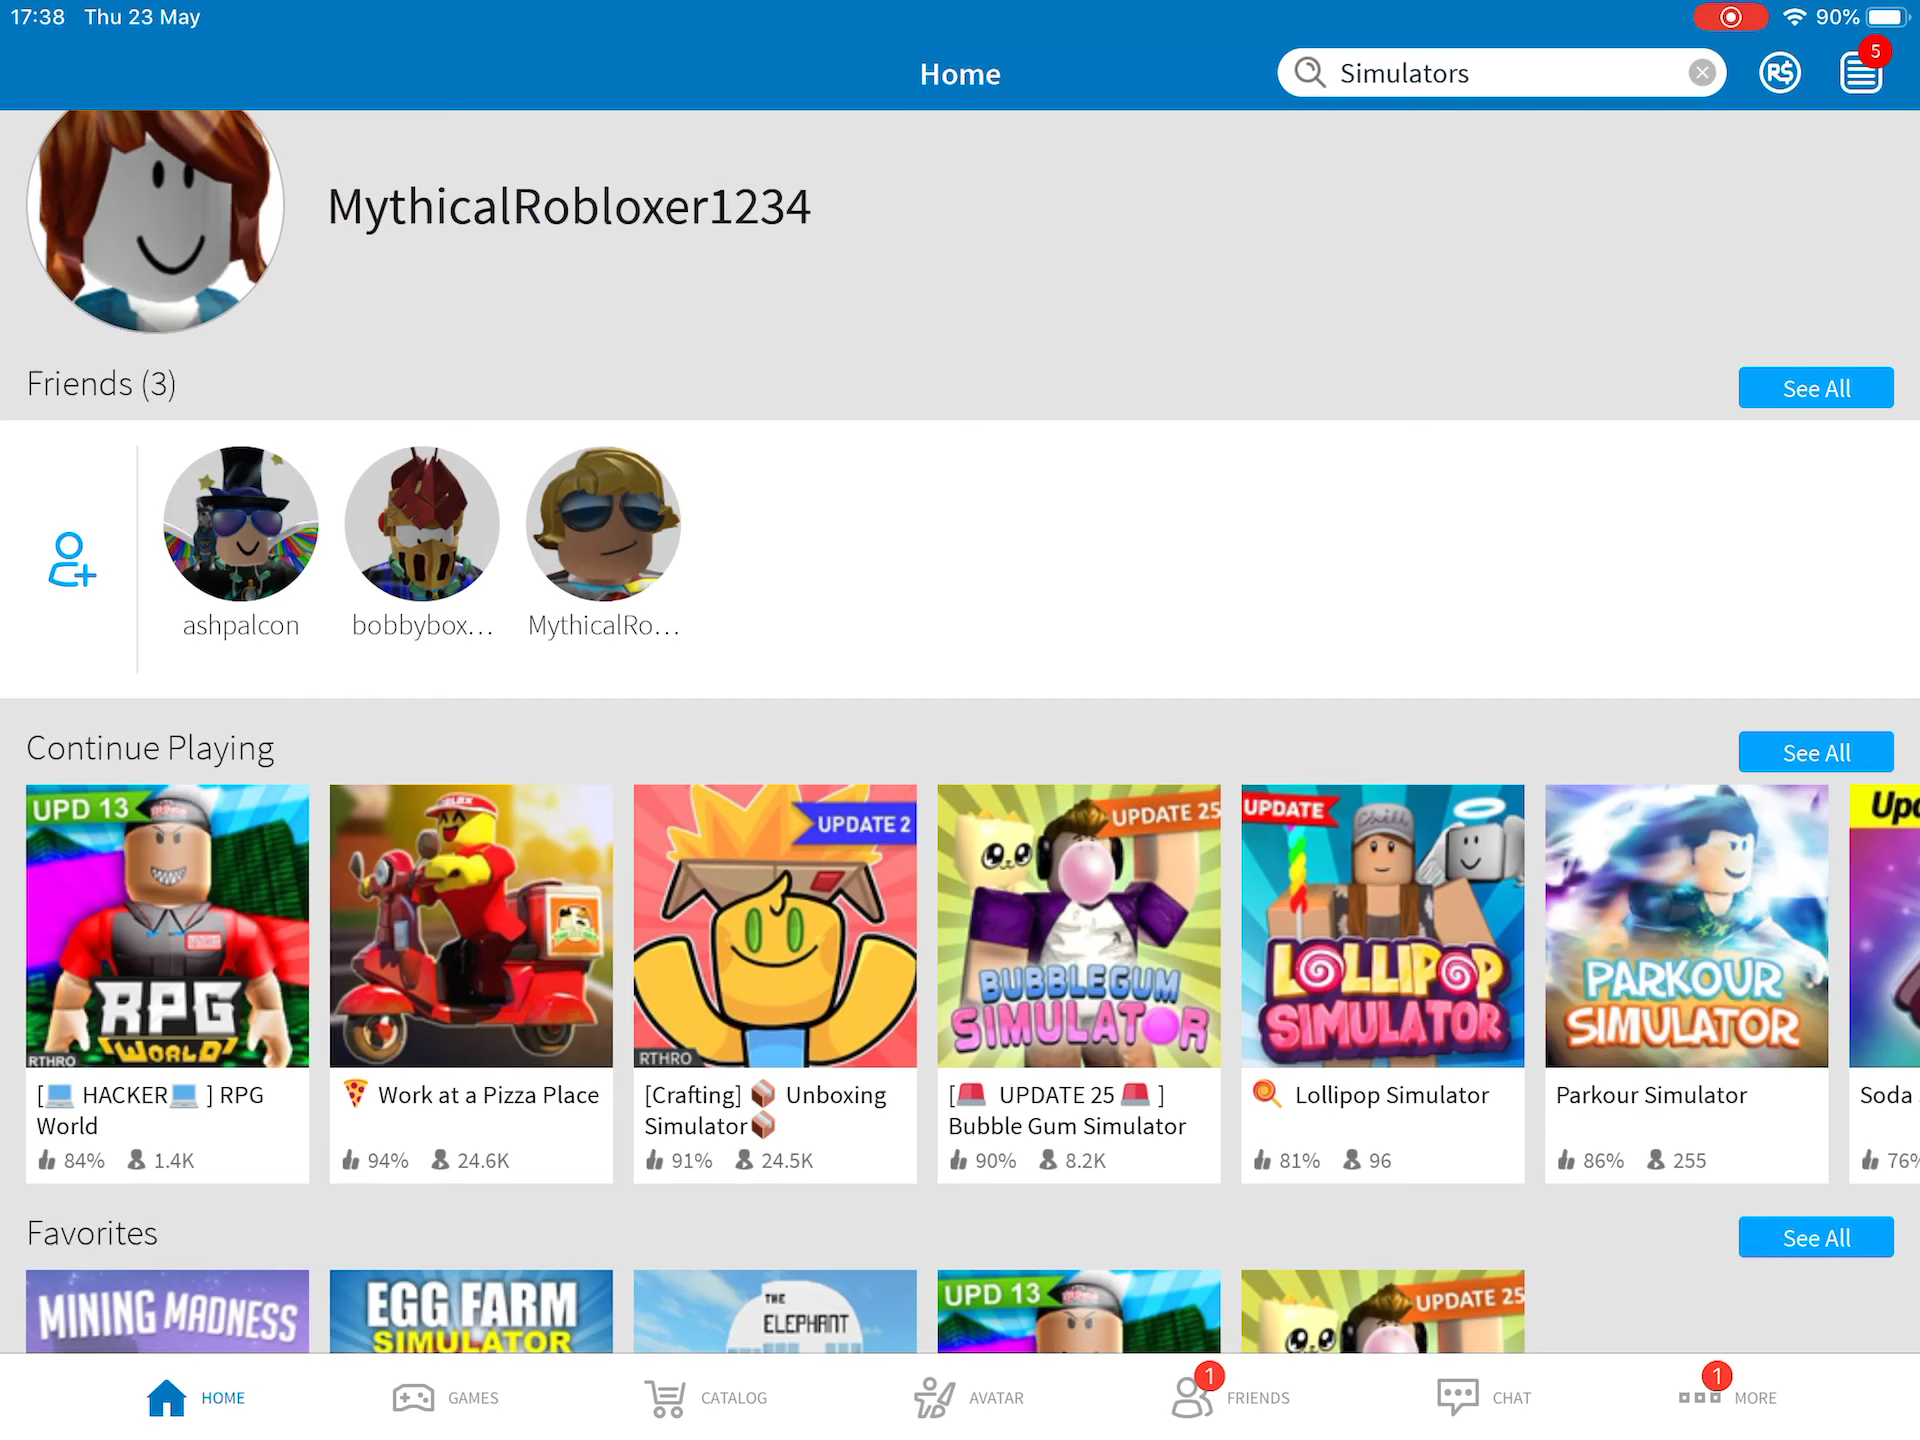 17:38 Thu 23 May
90%
Home
Simulators
R$
5
MythicalRobloxer1234
Friends (3)
See All
ashpalcon
bobbybox...
MythicalRo...
Continue Playing
See All
UPD 13
RPG
WORLD
RTHRO
UPDATE 2
RTHRO
UPDATE 25
BUBBLE GUM
SIMULATOR
UPDATE
Chill
LOLLIPOP
SIMULATOR
PARKOUR
SIMULATOR
Upd
[💻 HACKER💻 ] RPG
World
84% 1.4K
🍕 Work at a Pizza Place
94% 24.6K
[Crafting] 📦 Unboxing
Simulator📦
91% 24.5K
[🚨 UPDATE 25 🚨 ]
Bubble Gum Simulator
90% 8.2K
🍭 Lollipop Simulator
81% 96
Parkour Simulator
86% 255
Soda
76%
Favorites
See All
MINING MADNESS
EGG FARM
SIMULATOR
THE
ELEPHANT
UPD 13
UPDATE 25
HOME
GAMES
CATALOG
AVATAR
1
FRIENDS
CHAT
1
MORE